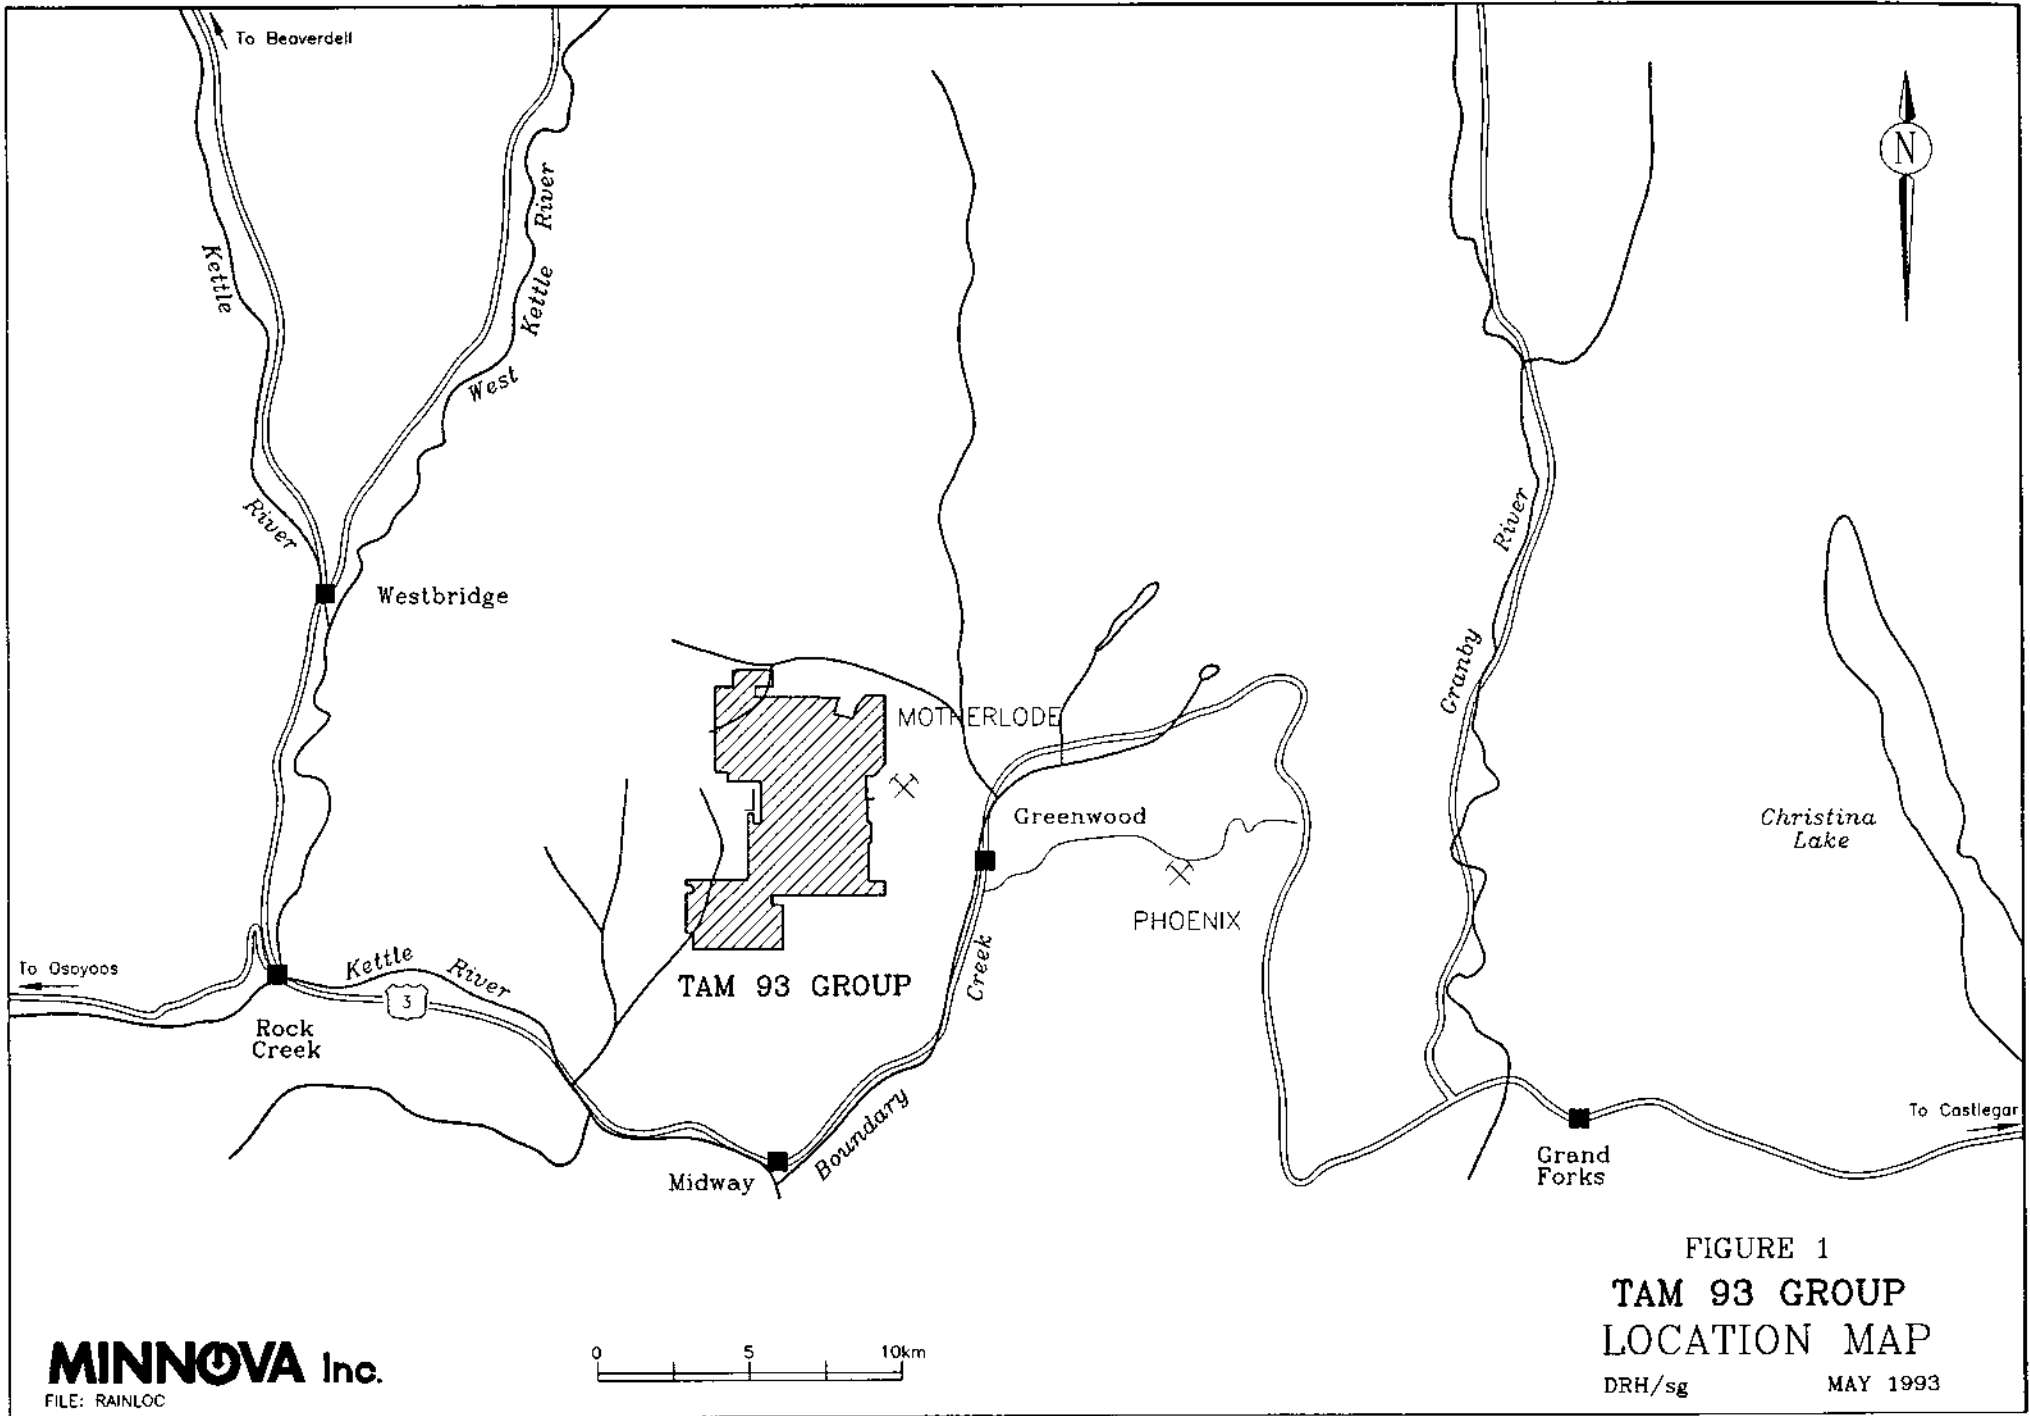 To Beaverdell
N
Kettle
River
West
Kettle
River
Westbridge
Granby
River
MOTHERLODE
Greenwood
Christina
Lake
PHOENIX
To Osoyoos
Kettle
River
3
TAM 93 GROUP
Creek
Rock
Creek
Boundary
Midway
To Castlegar
Grand
Forks
FIGURE 1
TAM 93 GROUP
LOCATION MAP
DRH/sg MAY 1993
MINNOVA Inc.
FILE: RAINLOC
0 5 10km